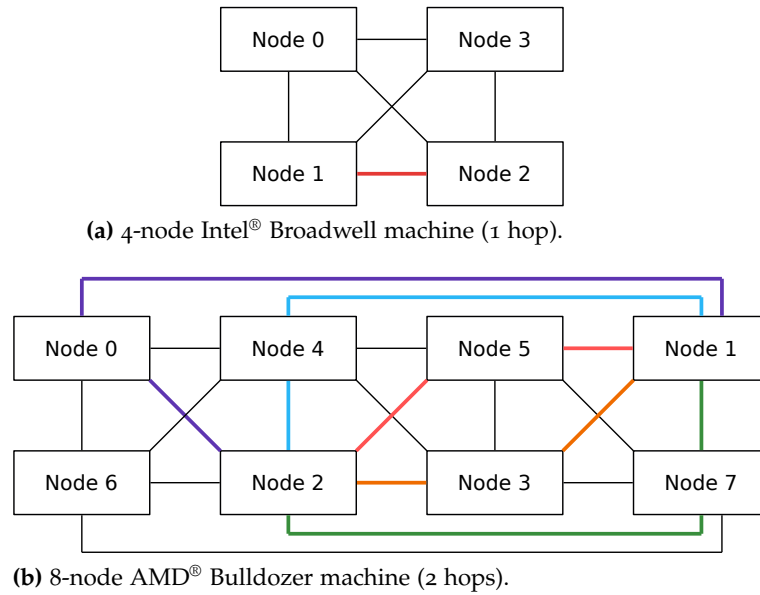 Node 0
Node 3
Node 1
Node 2
(a) 4-node Intel® Broadwell machine (1 hop).
Node 0
Node 4
Node 5
Node 1
Node 6
Node 2
Node 3
Node 7
(b) 8-node AMD® Bulldozer machine (2 hops).